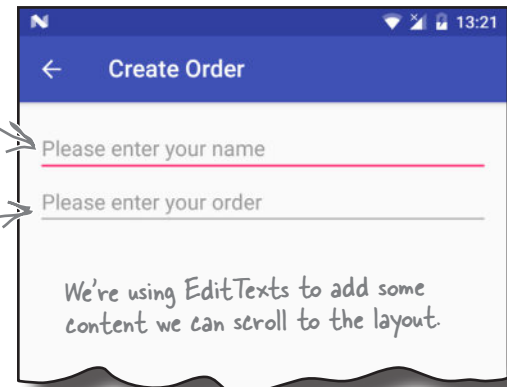 N 13:21
← Create Order
Please enter your name
Please enter your order
We're using EditTexts to add some
content we can scroll to the layout.